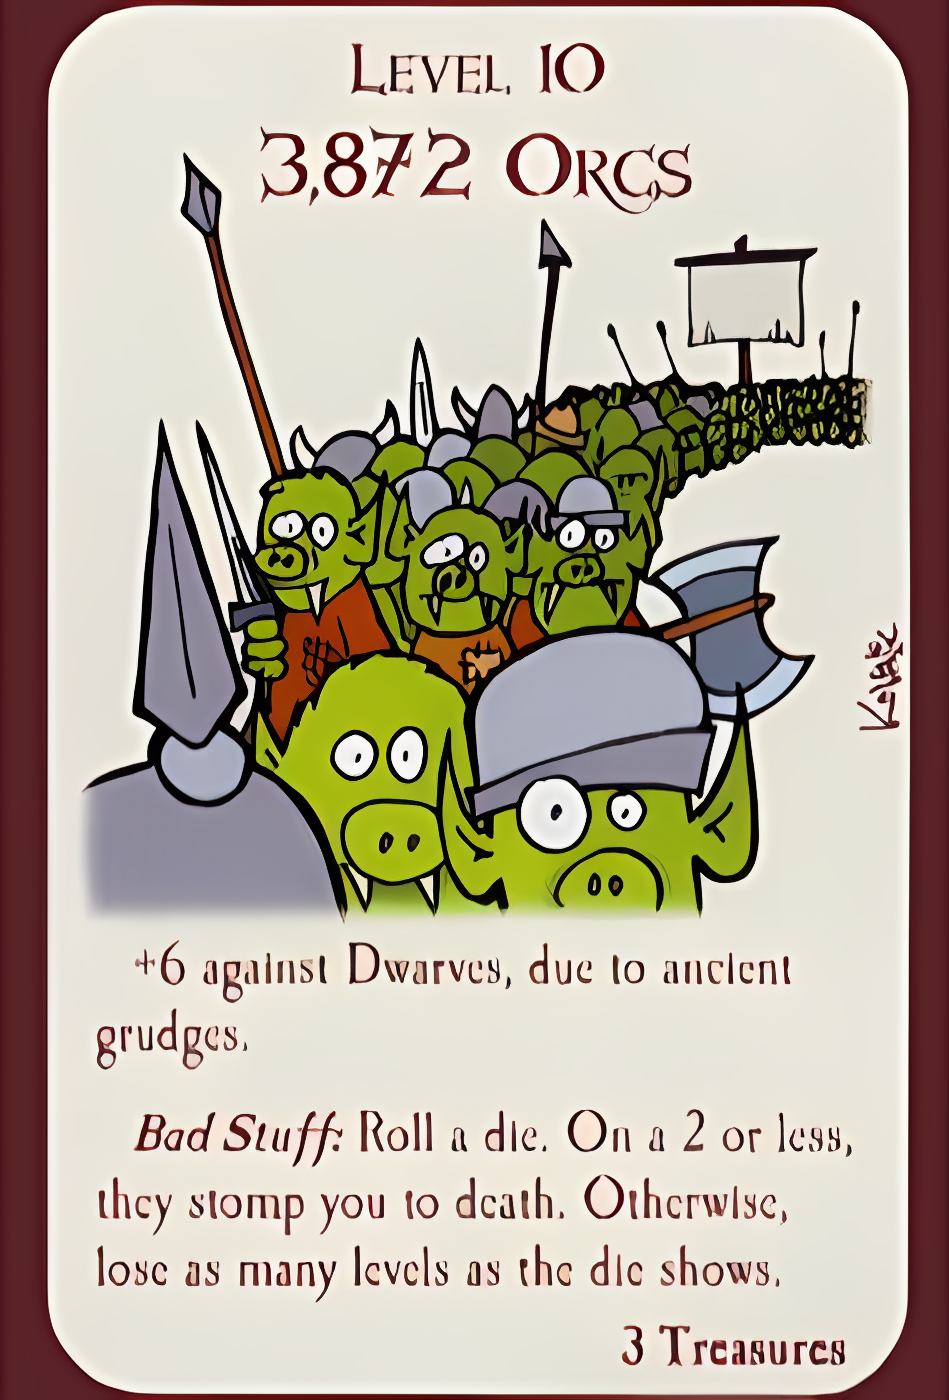 Level 10
3,872 Orcs
Kovalic
+6 against Dwarves, due to ancient
grudges.
Bad Stuff: Roll a die. On a 2 or less,
they stomp you to death. Otherwise,
lose as many levels as the die shows.
3 Treasures